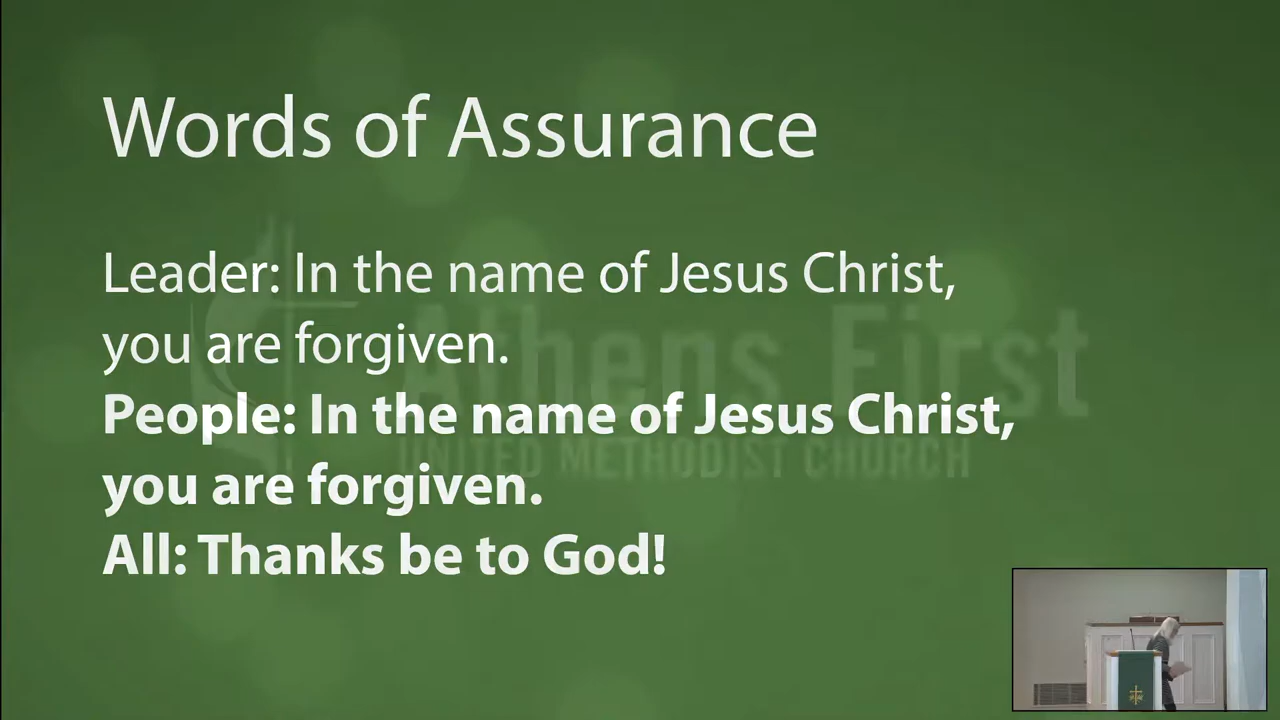 Words of Assurance
Leader: In the name of Jesus Christ,
you are forgiven.
People: In the name of Jesus Christ,
you are forgiven.
All: Thanks be to God!
Athens First
UNITED METHODIST CHURCH